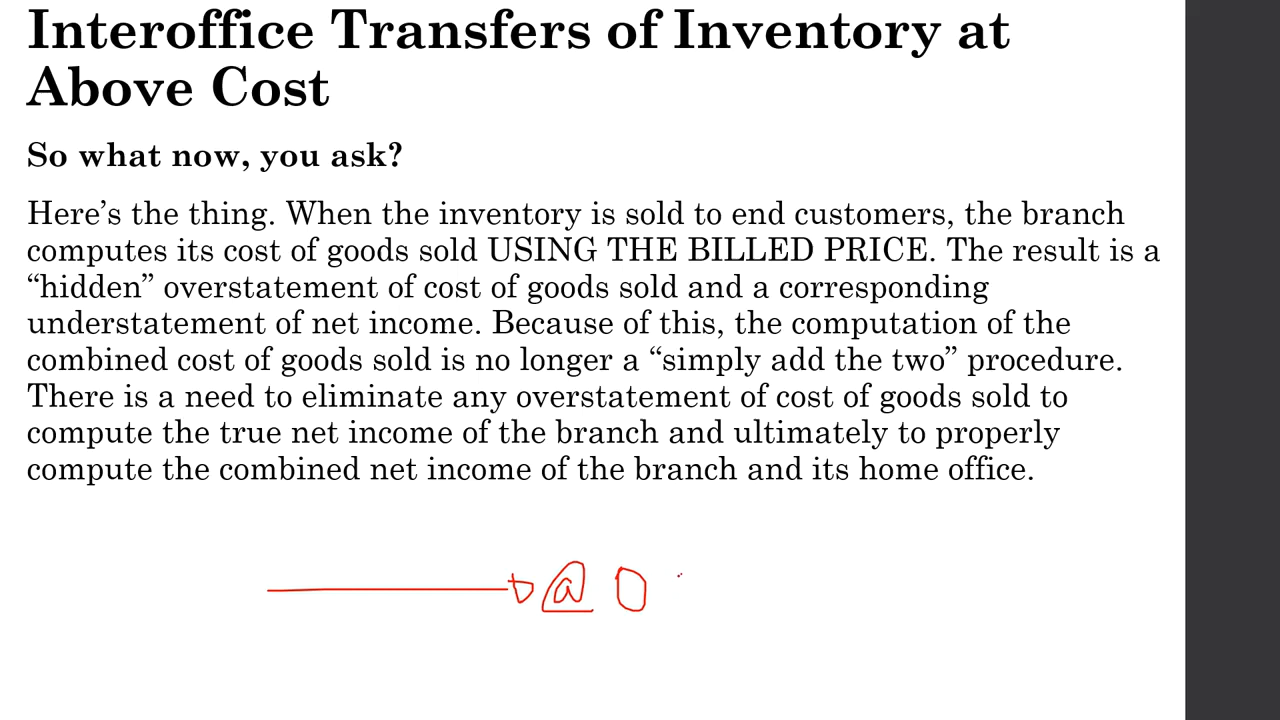 Interoffice Transfers of Inventory at
Above Cost
So what now, you ask?
Here’s the thing. When the inventory is sold to end customers, the branch
computes its cost of goods sold USING THE BILLED PRICE. The result is a
“hidden” overstatement of cost of goods sold and a corresponding
understatement of net income. Because of this, the computation of the
combined cost of goods sold is no longer a “simply add the two” procedure.
There is a need to eliminate any overstatement of cost of goods sold to
compute the true net income of the branch and ultimately to properly
compute the combined net income of the branch and its home office.
@ 0